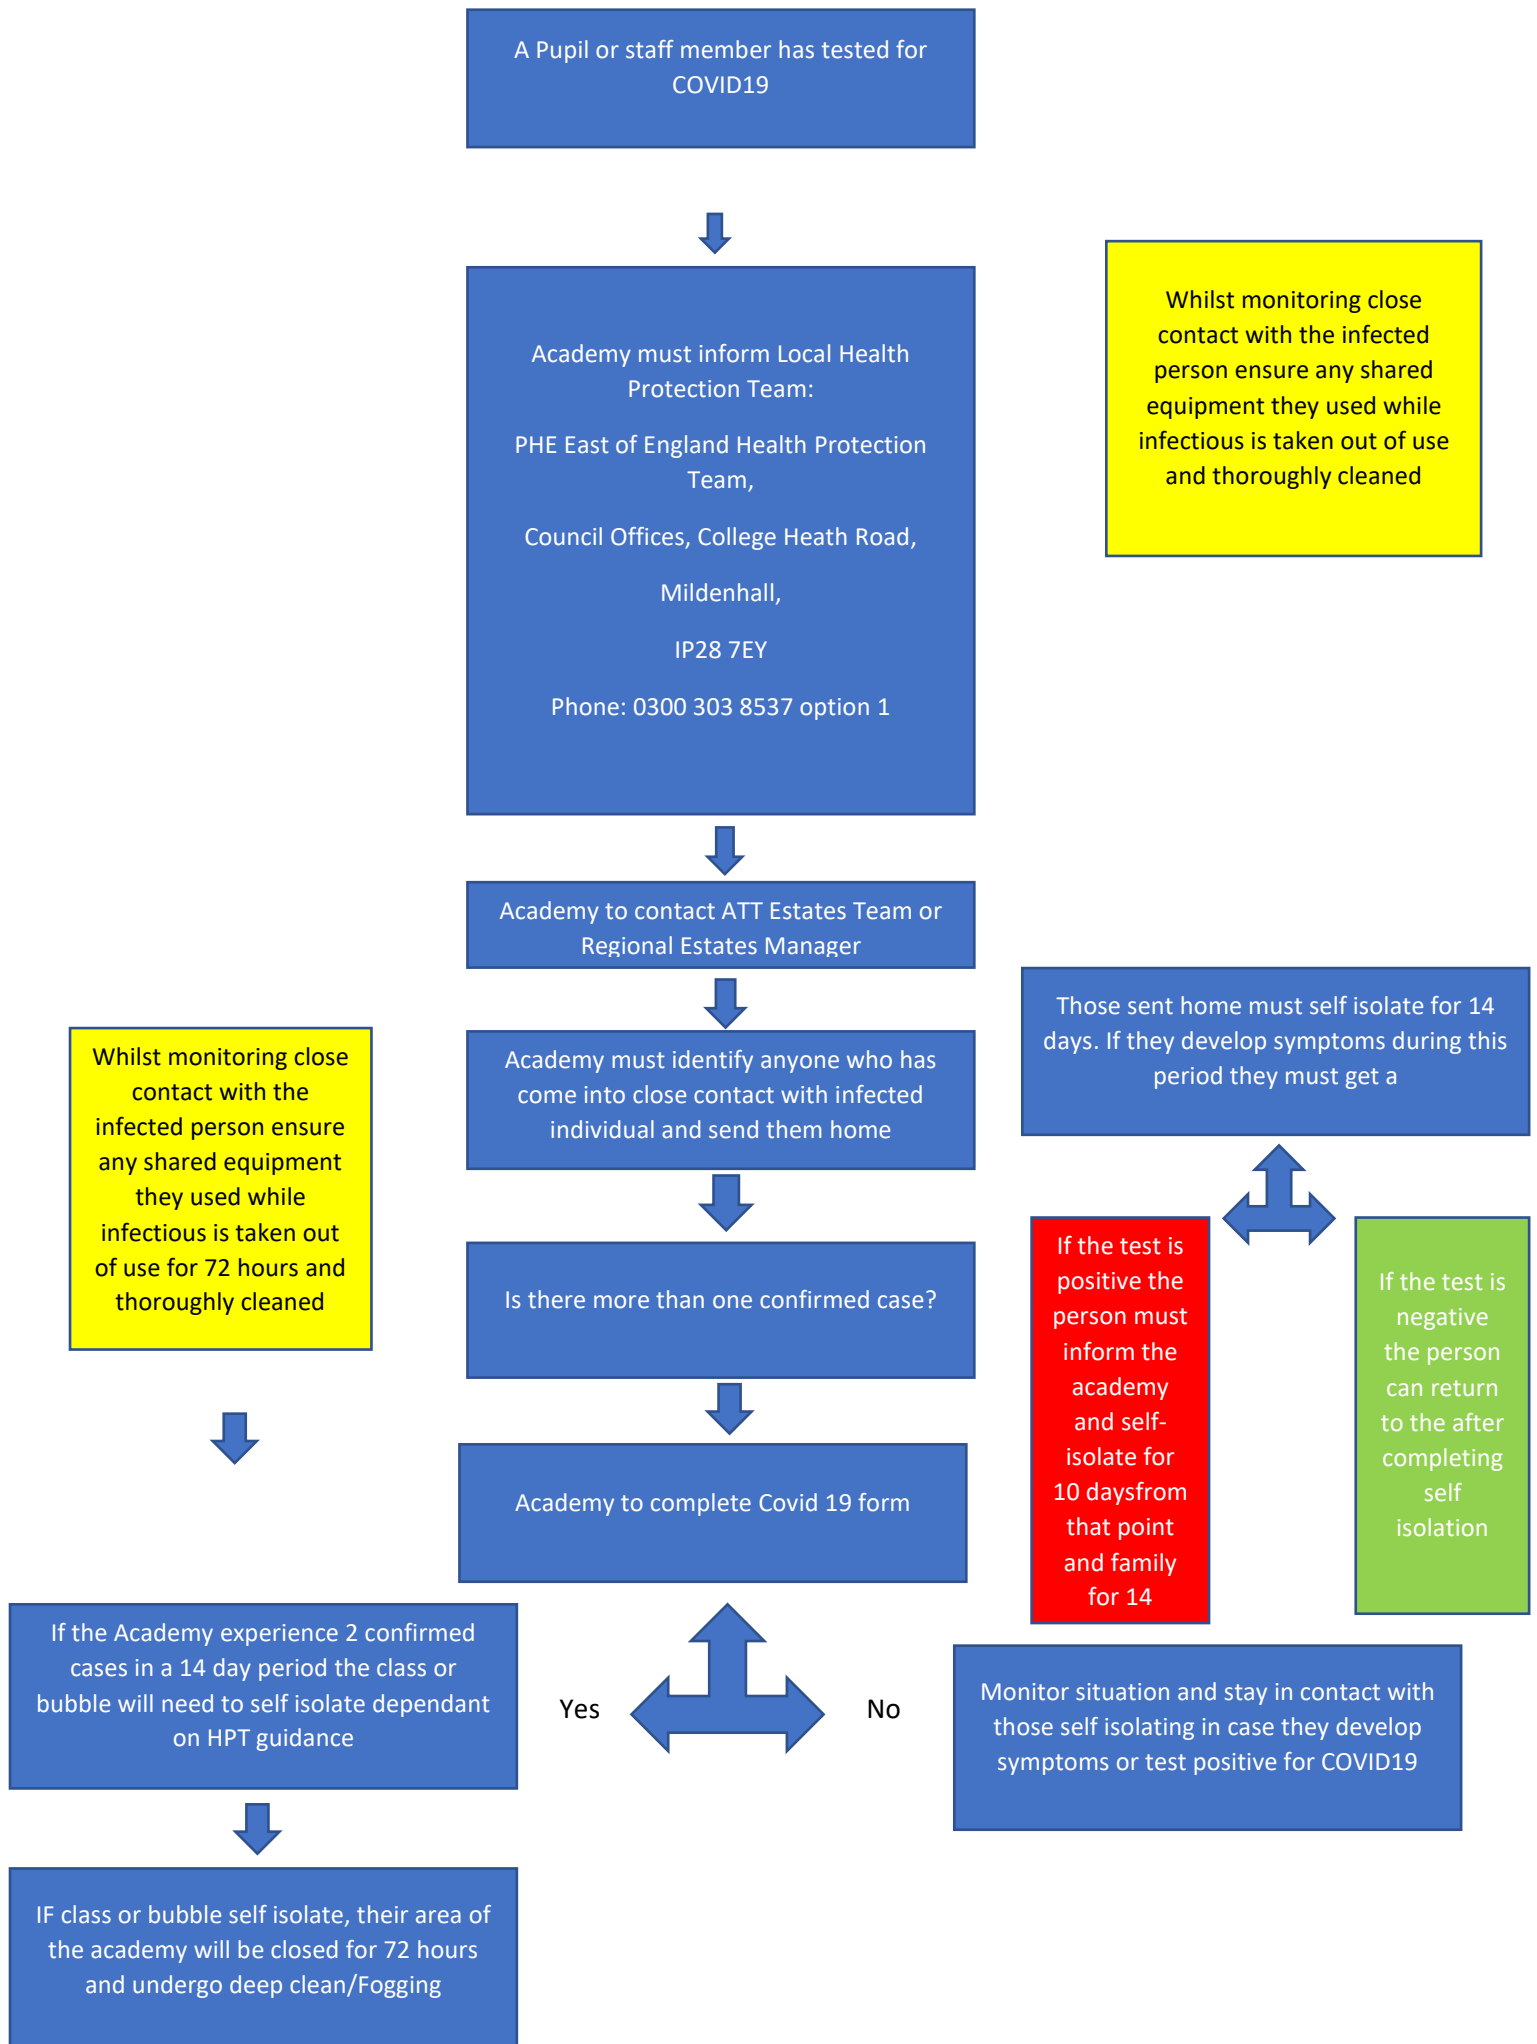 A Pupil or staff member has tested for
COVID19
Academy must inform Local Health
Protection Team:
PHE East of England Health Protection
Team,
Council Offices, College Heath Road,
Mildenhall,
IP28 7EY
Phone: 0300 303 8537 option 1
Whilst monitoring close
contact with the infected
person ensure any shared
equipment they used while
infectious is taken out of use
and thoroughly cleaned
Academy to contact ATT Estates Team or
Regional Estates Manager
Academy must identify anyone who has
come into close contact with infected
individual and send them home
Those sent home must self isolate for 14
days. If they develop symptoms during this
period they must get a
Whilst monitoring close
contact with the
infected person ensure
any shared equipment
they used while
infectious is taken out
of use for 72 hours and
thoroughly cleaned
Is there more than one confirmed case?
If the test is
positive the
person must
inform the
academy
and self-
isolate for
10 daysfrom
that point
and family
for 14
If the test is
negative
the person
can return
to the after
completing
self
isolation
Academy to complete Covid 19 form
If the Academy experience 2 confirmed
cases in a 14 day period the class or
bubble will need to self isolate dependant
on HPT guidance
Yes
No
Monitor situation and stay in contact with
those self isolating in case they develop
symptoms or test positive for COVID19
IF class or bubble self isolate, their area of
the academy will be closed for 72 hours
and undergo deep clean/Fogging